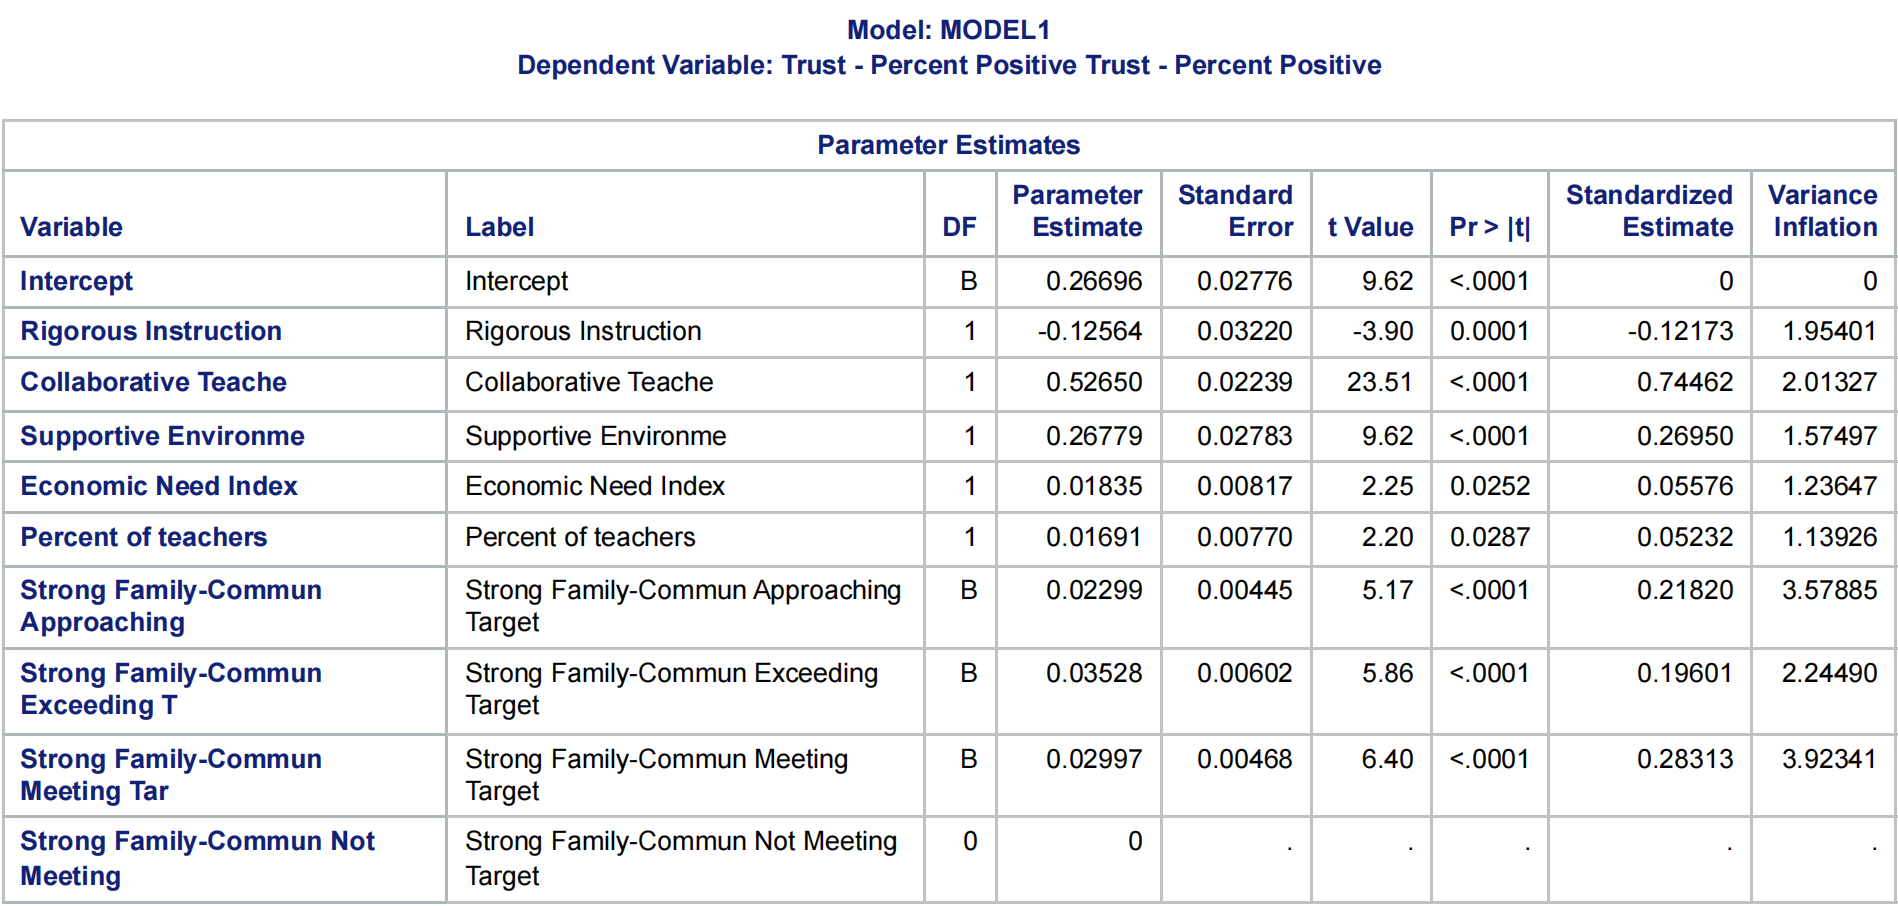 Model: MODEL1
Dependent Variable: Trust - Percent Positive Trust - Percent Positive
Parameter Estimates
Variable Label DF Parameter Estimate Standard Error t Value Pr > |t| Standardized Estimate Variance Inflation
Intercept Intercept B 0.26696 0.02776 9.62 <.0001 0 0
Rigorous Instruction Rigorous Instruction 1 -0.12564 0.03220 -3.90 0.0001 -0.12173 1.95401
Collaborative Teache Collaborative Teache 1 0.52650 0.02239 23.51 <.0001 0.74462 2.01327
Supportive Environme Supportive Environme 1 0.26779 0.02783 9.62 <.0001 0.26950 1.57497
Economic Need Index Economic Need Index 1 0.01835 0.00817 2.25 0.0252 0.05576 1.23647
Percent of teachers Percent of teachers 1 0.01691 0.00770 2.20 0.0287 0.05232 1.13926
Strong Family-Commun Approaching Strong Family-Commun Approaching Target B 0.02299 0.00445 5.17 <.0001 0.21820 3.57885
Strong Family-Commun Exceeding T Strong Family-Commun Exceeding Target B 0.03528 0.00602 5.86 <.0001 0.19601 2.24490
Strong Family-Commun Meeting Tar Strong Family-Commun Meeting Target B 0.02997 0.00468 6.40 <.0001 0.28313 3.92341
Strong Family-Commun Not Meeting Strong Family-Commun Not Meeting Target 0 0 . . . . .